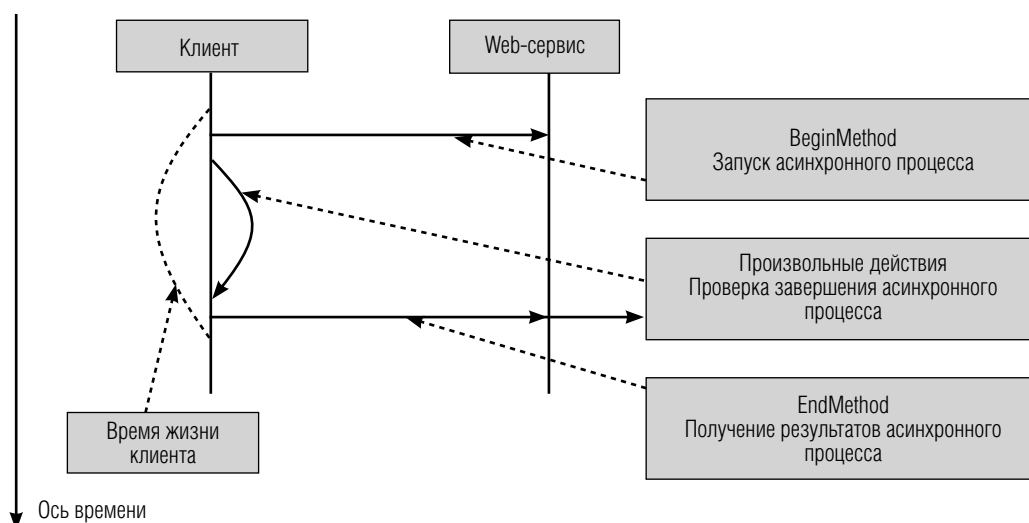 Клиент
Web-сервис
BeginMethod
Запуск асинхронного процесса
Произвольные действия
Проверка завершения асинхронного
процесса
EndMethod
Получение результатов асинхронного
процесса
Время жизни
клиента
Ось времени